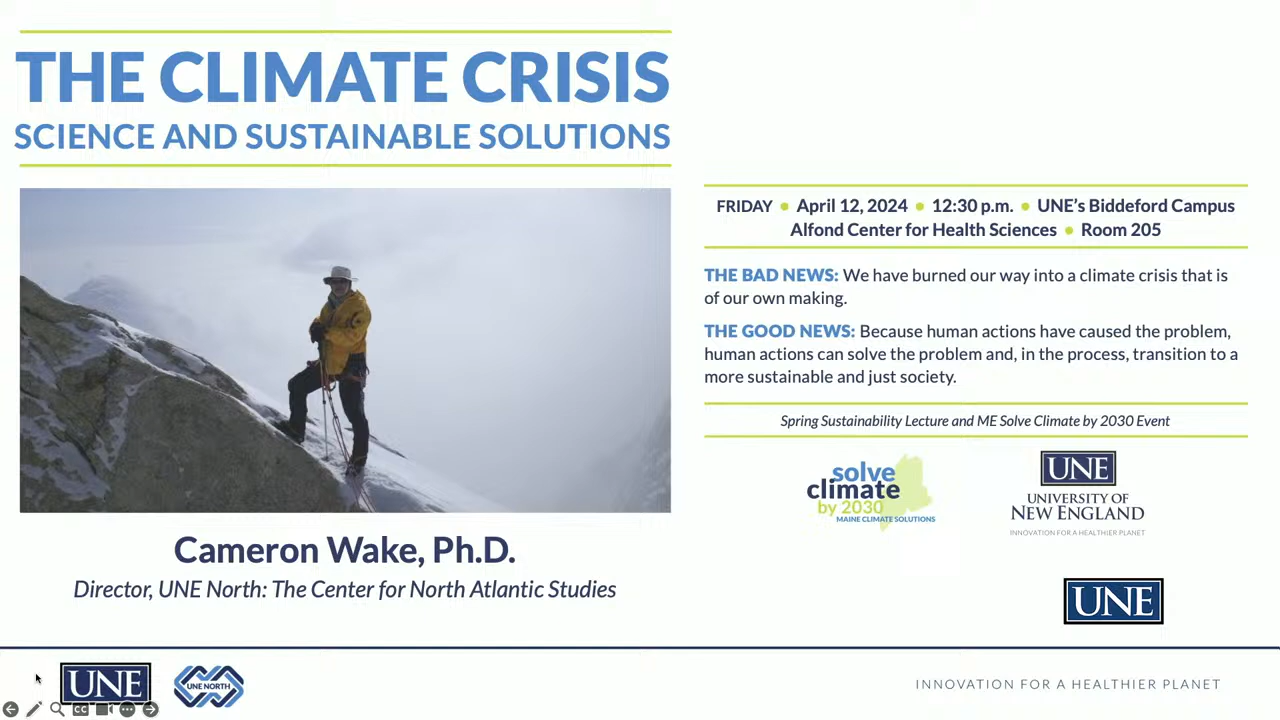 THE CLIMATE CRISIS
SCIENCE AND SUSTAINABLE SOLUTIONS
FRIDAY ● April 12, 2024 ● 12:30 p.m. ● UNE’s Biddeford Campus
Alfond Center for Health Sciences ● Room 205
THE BAD NEWS: We have burned our way into a climate crisis that is
of our own making.
THE GOOD NEWS: Because human actions have caused the problem,
human actions can solve the problem and, in the process, transition to a
more sustainable and just society.
Spring Sustainability Lecture and ME Solve Climate by 2030 Event
solve
climate
by 2030
MAINE CLIMATE SOLUTIONS
UNE
UNIVERSITY OF
NEW ENGLAND
INNOVATION FOR A HEALTHIER PLANET
Cameron Wake, Ph.D.
Director, UNE North: The Center for North Atlantic Studies
UNE
UNE
UNE NORTH
INNOVATION FOR A HEALTHIER PLANET
CC